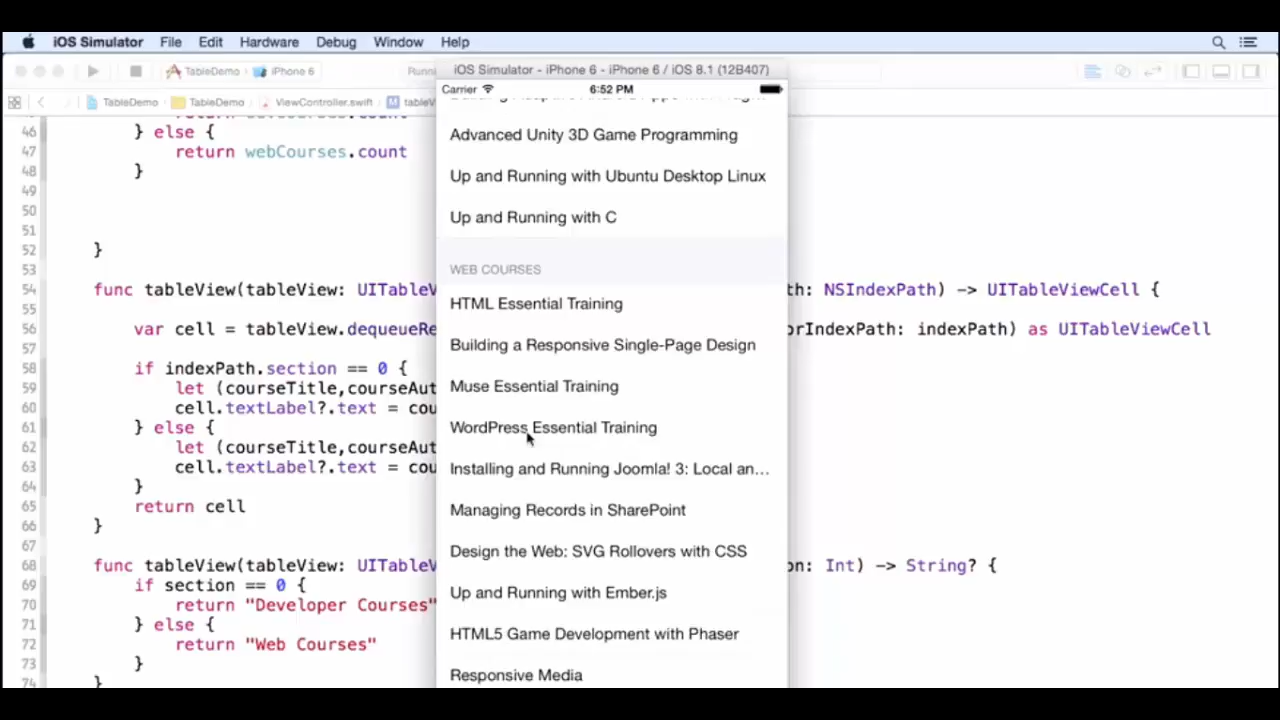 iOS Simulator File Edit Hardware Debug Window Help
TableDemo iPhone 6 Runni
iOS Simulator - iPhone 6 - iPhone 6 / iOS 8.1 (12B407)
TableDemo TableDemo ViewController.swift M tableV
Carrier 6:52 PM
46 } else {
47 return webCourses.count
48 }
49
50
51
52 }
53
54 func tableView(tableView: UITableV th: NSIndexPath) -> UITableViewCell {
55
56 var cell = tableView.dequeueRe orIndexPath: indexPath) as UITableViewCell
57
58 if indexPath.section == 0 {
59 let (courseTitle,courseAut
60 cell.textLabel?.text = cou
61 } else {
62 let (courseTitle,courseAut
63 cell.textLabel?.text = cou
64 }
65 return cell
66 }
67
68 func tableView(tableView: UITableV on: Int) -> String? {
69 if section == 0 {
70 return "Developer Courses"
71 } else {
72 return "Web Courses"
73 }
74 }
Advanced Unity 3D Game Programming
Up and Running with Ubuntu Desktop Linux
Up and Running with C
WEB COURSES
HTML Essential Training
Building a Responsive Single-Page Design
Muse Essential Training
WordPress Essential Training
Installing and Running Joomla! 3: Local an...
Managing Records in SharePoint
Design the Web: SVG Rollovers with CSS
Up and Running with Ember.js
HTML5 Game Development with Phaser
Responsive Media